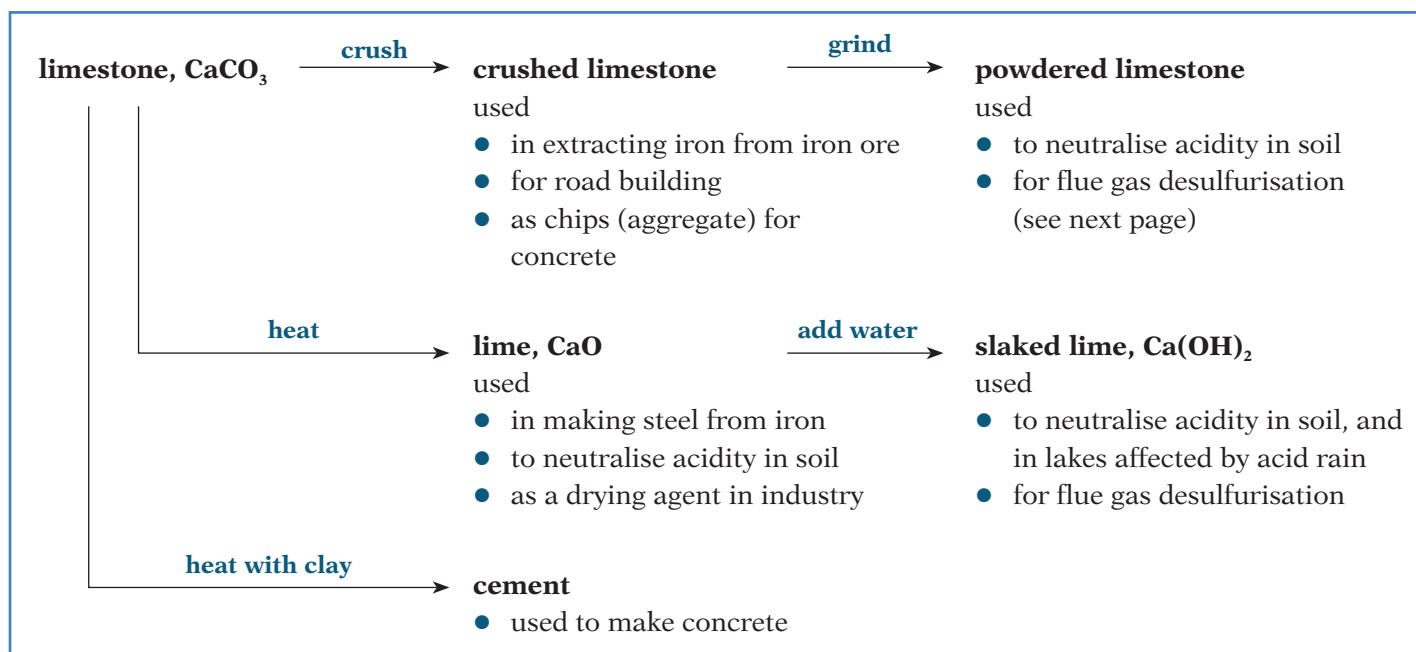 limestone, CaCO₃
crush
crushed limestone
used
● in extracting iron from iron ore
● for road building
● as chips (aggregate) for
concrete
grind
powdered limestone
used
● to neutralise acidity in soil
● for flue gas desulfurisation
(see next page)
heat
lime, CaO
used
● in making steel from iron
● to neutralise acidity in soil
● as a drying agent in industry
add water
slaked lime, Ca(OH)₂
used
● to neutralise acidity in soil, and
in lakes affected by acid rain
● for flue gas desulfurisation
heat with clay
cement
● used to make concrete